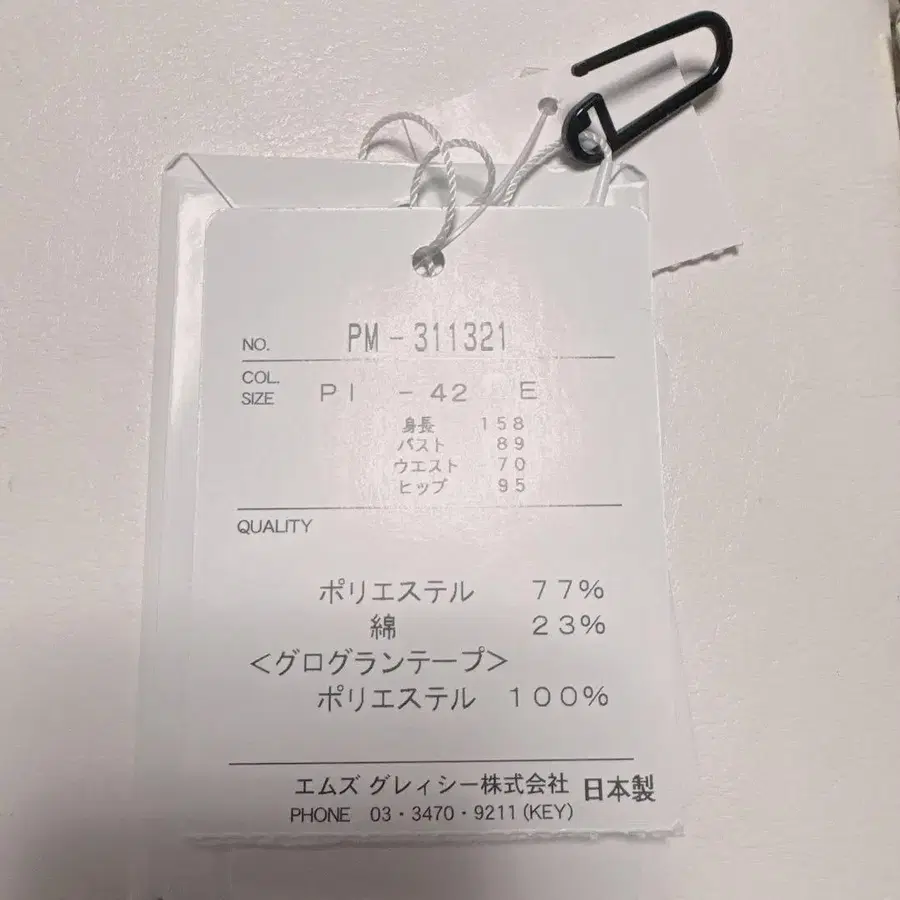 NO. PM-311321
COL.
SIZE PI -42 E
身長 158
バスト 89
ウエスト 70
ヒップ 95
QUALITY
ポリエステル 77%
綿 23%
<グログランテープ>
ポリエステル 100%
エムズ グレィシー株式会社 日本製
PHONE 03・3470・9211(KEY)